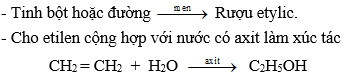 - Tinh bột hoặc đường —men→ Rượu etylic.
- Cho etilen cộng hợp với nước có axit làm xúc tác
CH₂ = CH₂ + H₂O —axit→ C₂H₅OH